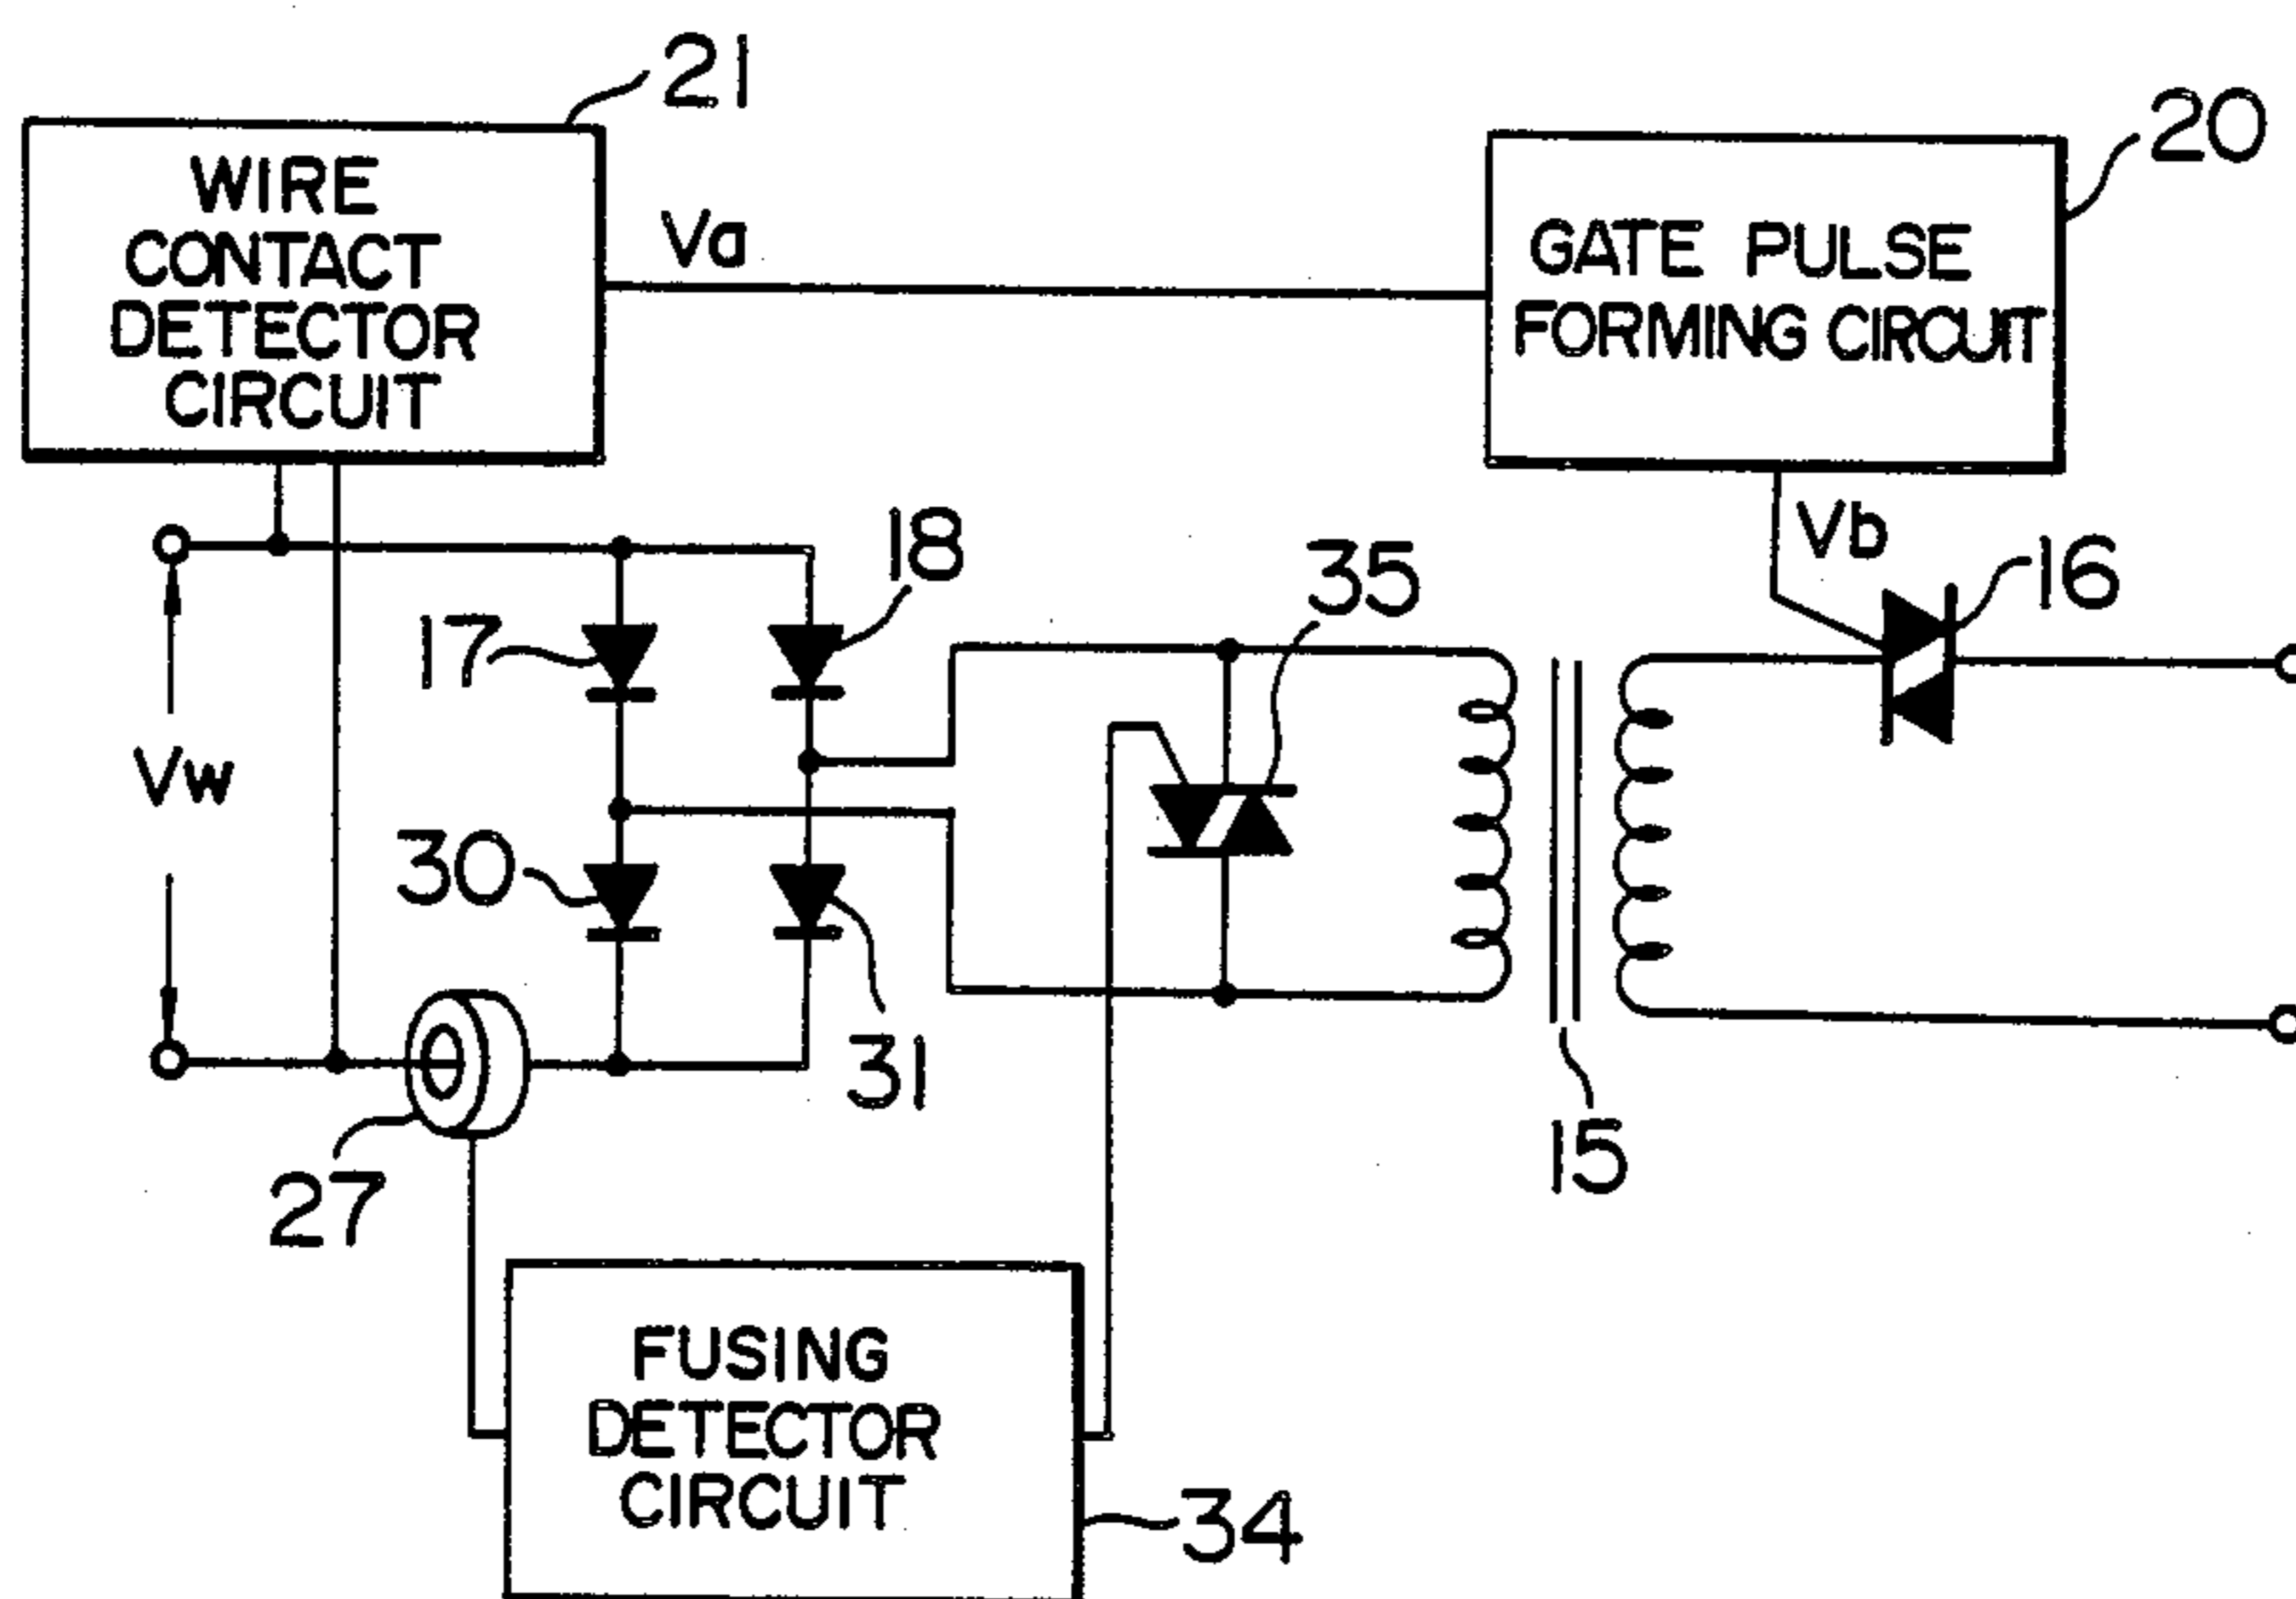 21
WIRE
CONTACT
DETECTOR
CIRCUIT
Va
20
GATE PULSE
FORMING CIRCUIT
Vb
16
18
35
17
Vw
30
31
27
15
FUSING
DETECTOR
CIRCUIT
34